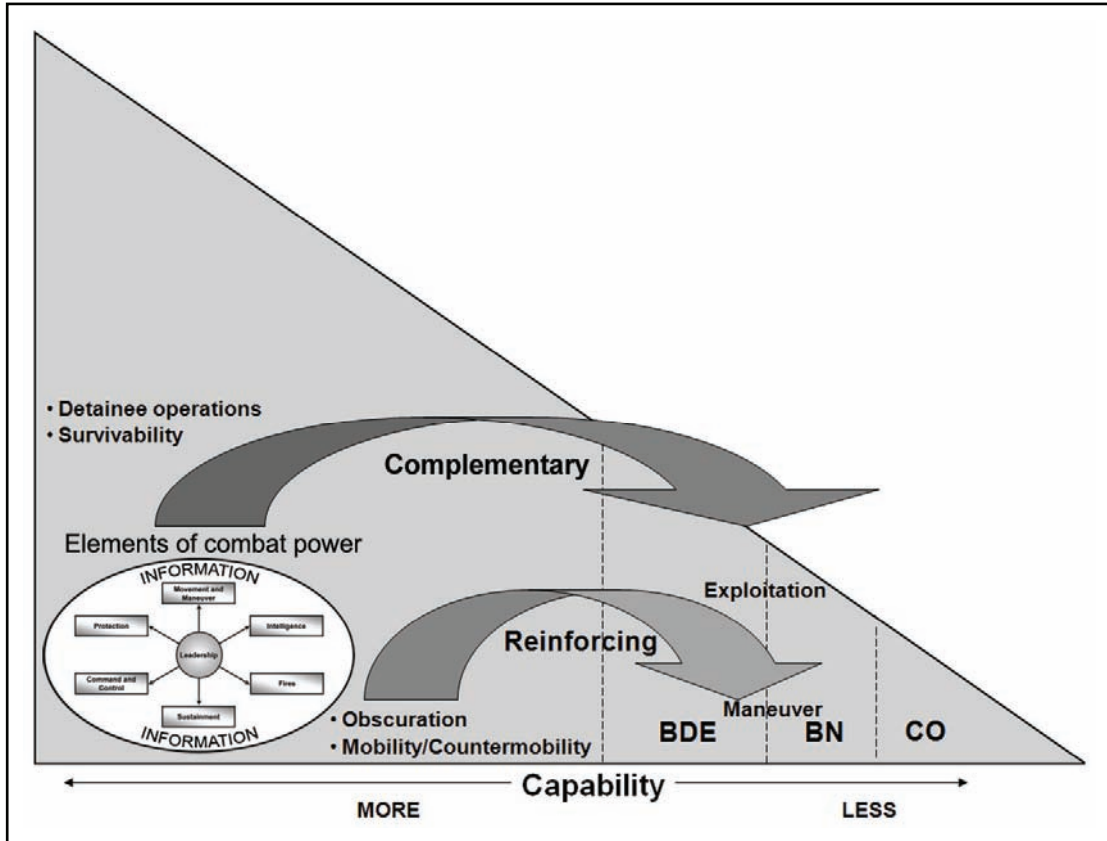 • Detainee operations
• Survivability
Complementary
Elements of combat power
INFORMATION
Movement and
Maneuver
Protection
Intelligence
Leadership
Command and
Control
Fires
Sustainment
INFORMATION
Exploitation
Reinforcing
• Obscuration
• Mobility/Countermobility
Maneuver
BDE
BN
CO
Capability
MORE
LESS